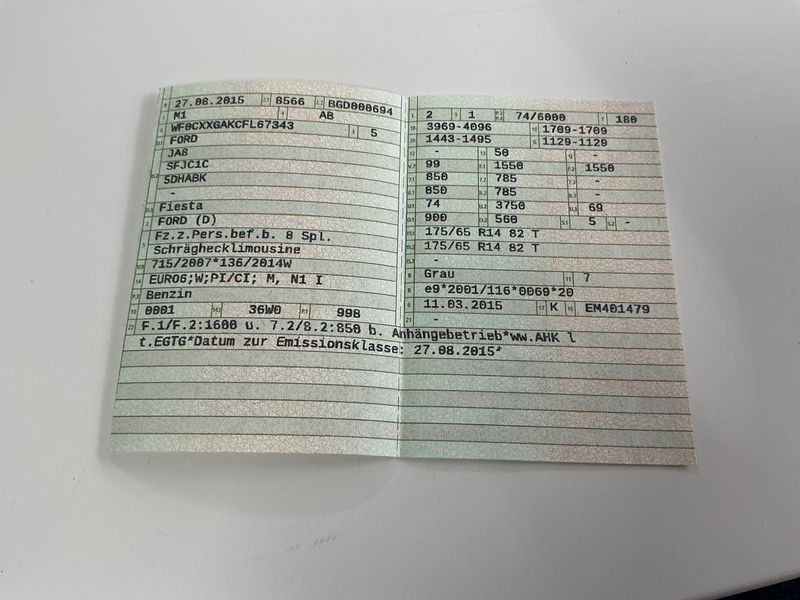 27.08.2015 8566 BGD000694
M1 AB
WF0CXXGAKCFL67343 5
FORD
JA8
SFJC1C
5DHABK
-
Fiesta
FORD (D)
Fz.z.Pers.bef.b. 8 Spl.
Schräghecklimousine
715/2007*136/2014W
EURO6;W;PI/CI; M, N1 I
Benzin
0001 36W0 998
2 1 74/6000 180
3969-4096 1709-1709
1443-1495 1129-1129
- 50 -
99 1550 1550
850 785 -
850 785 -
74 3750 69
900 560 5 -
175/65 R14 82 T
175/65 R14 82 T
-
Grau 7
e9*2001/116*0069*20
11.03.2015 K EM401479
-
F.1/F.2:1600 u. 7.2/8.2:850 b. Anhängebetrieb*ww.AHK l
t.EGTG*Datum zur Emissionsklasse: 27.08.2015*